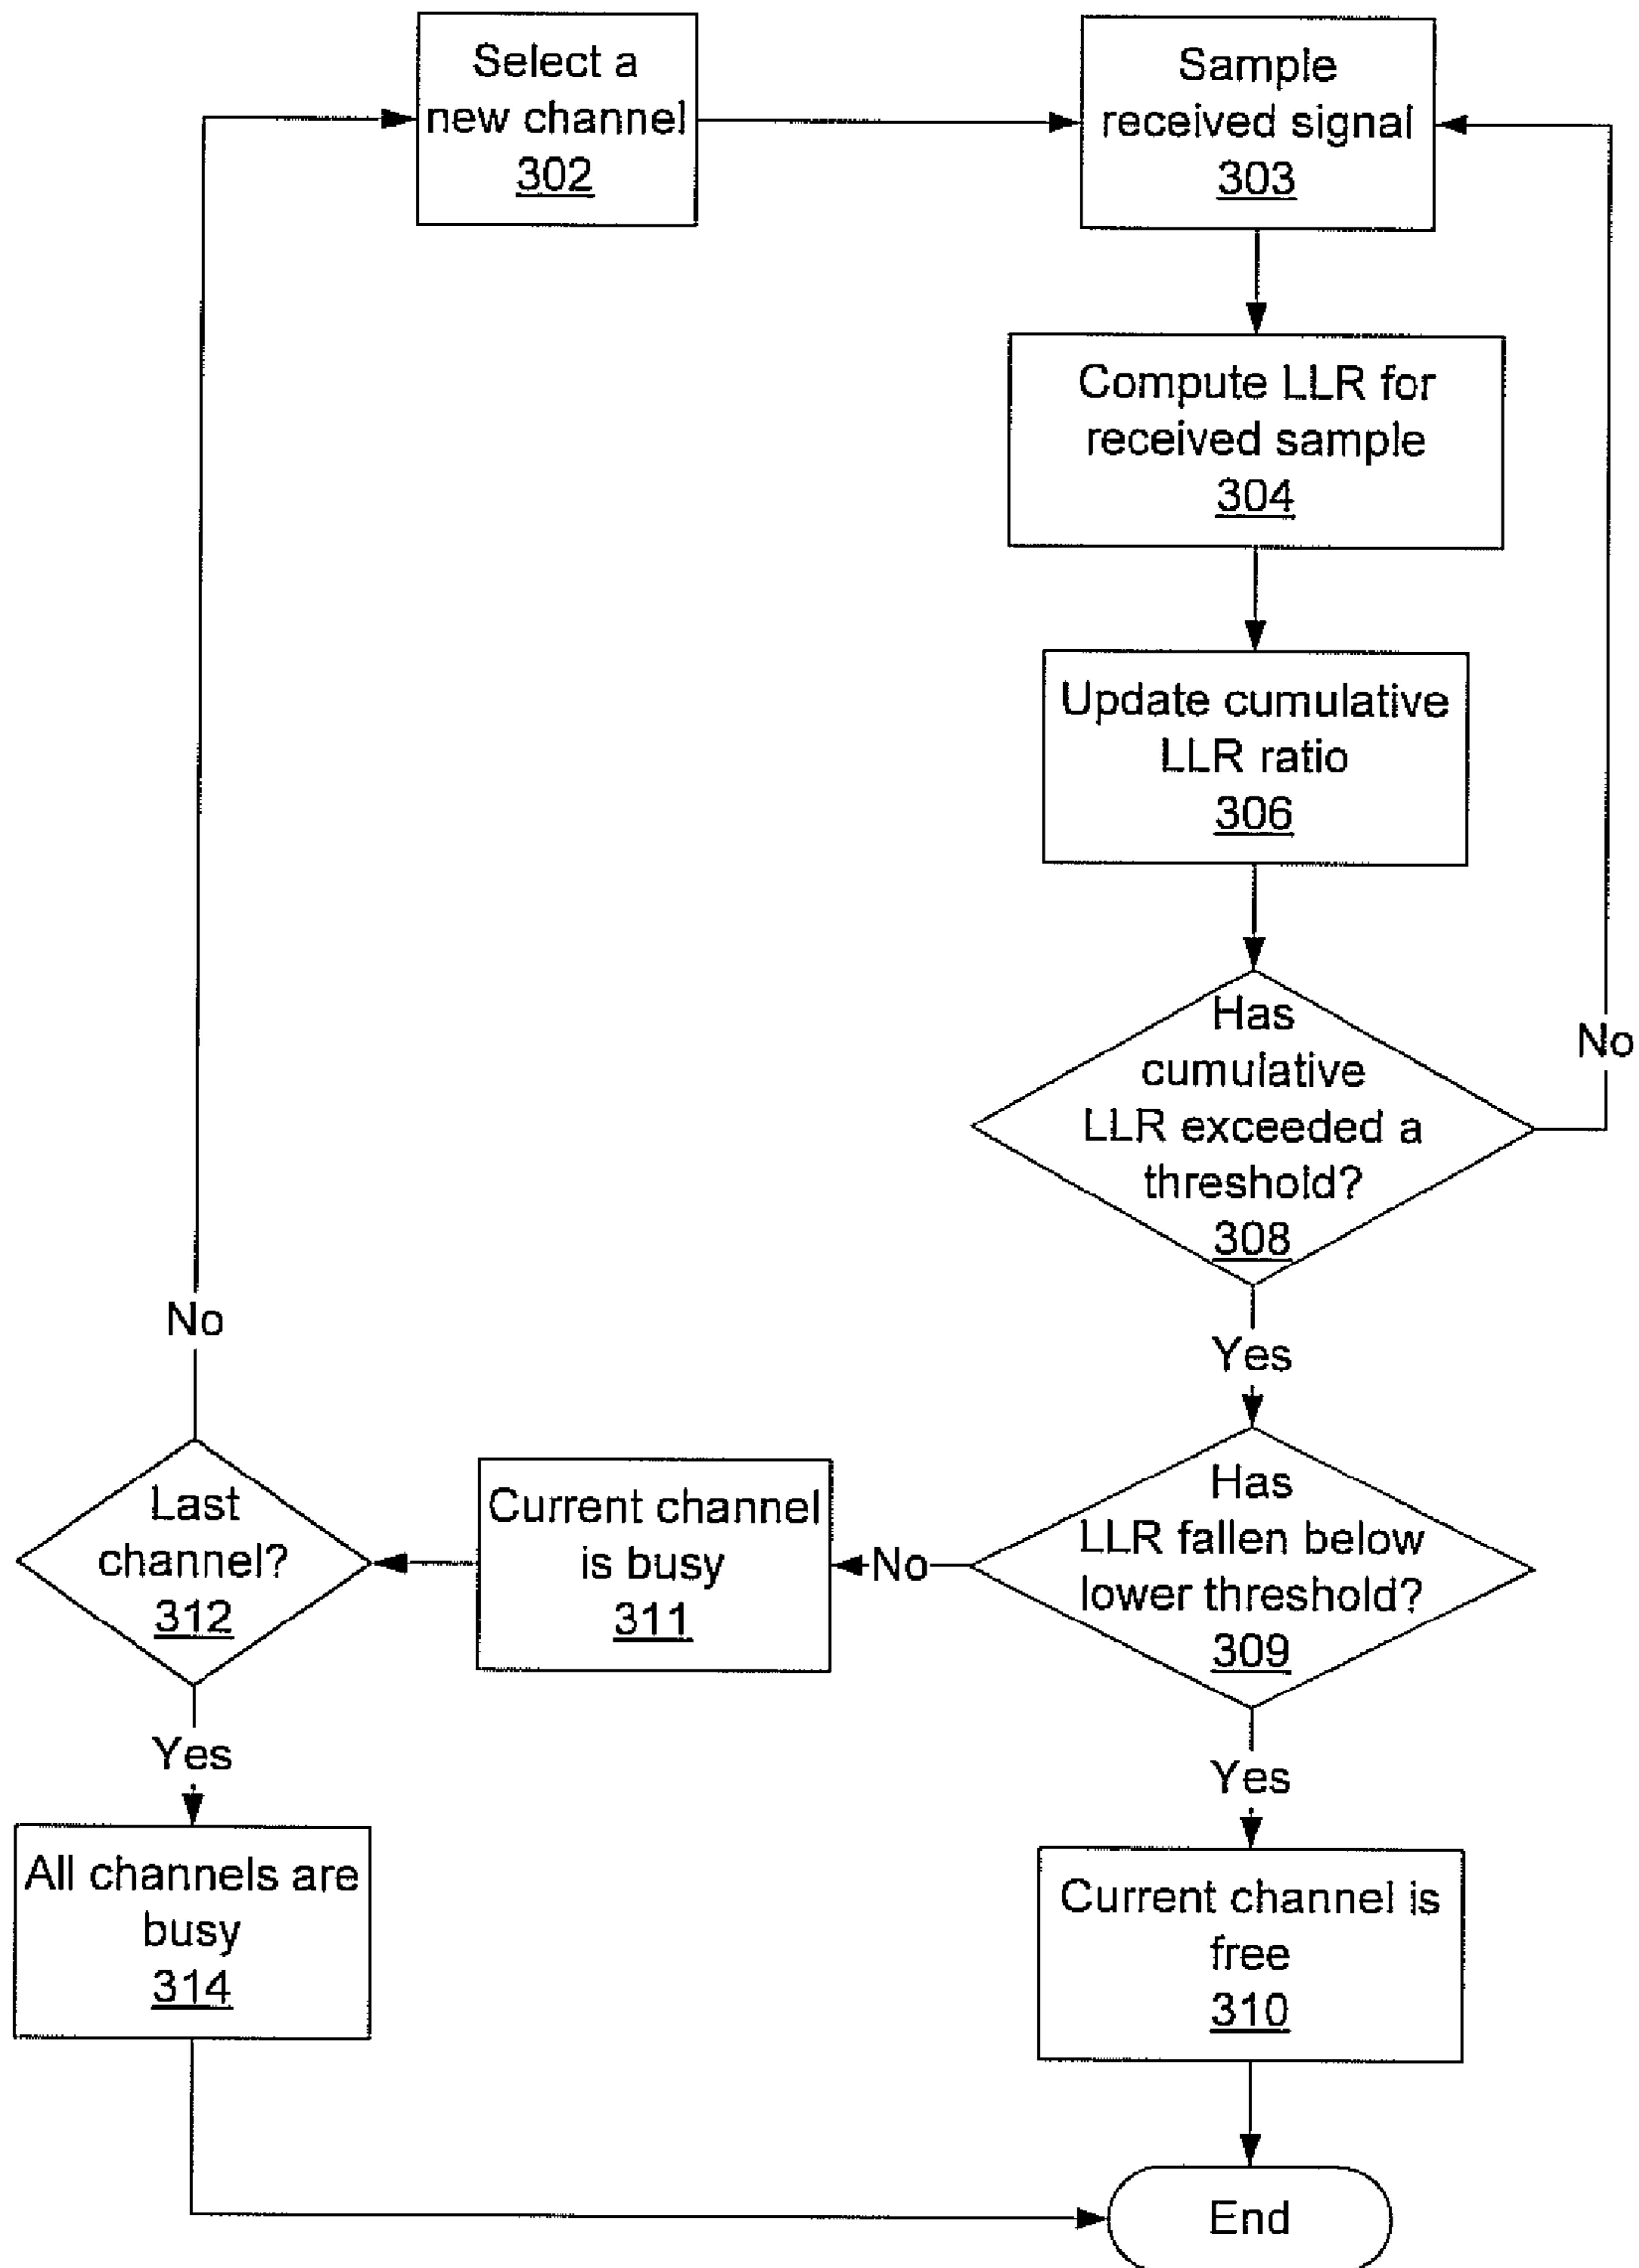 Select a
new channel
302
Sample
received signal
303
Compute LLR for
received sample
304
Update cumulative
LLR ratio
306
Has
cumulative
LLR exceeded a
threshold?
308
No
Yes
Has
LLR fallen below
lower threshold?
309
No
Current channel
is busy
311
Last
channel?
312
No
Yes
All channels are
busy
314
Yes
Current channel is
free
310
End